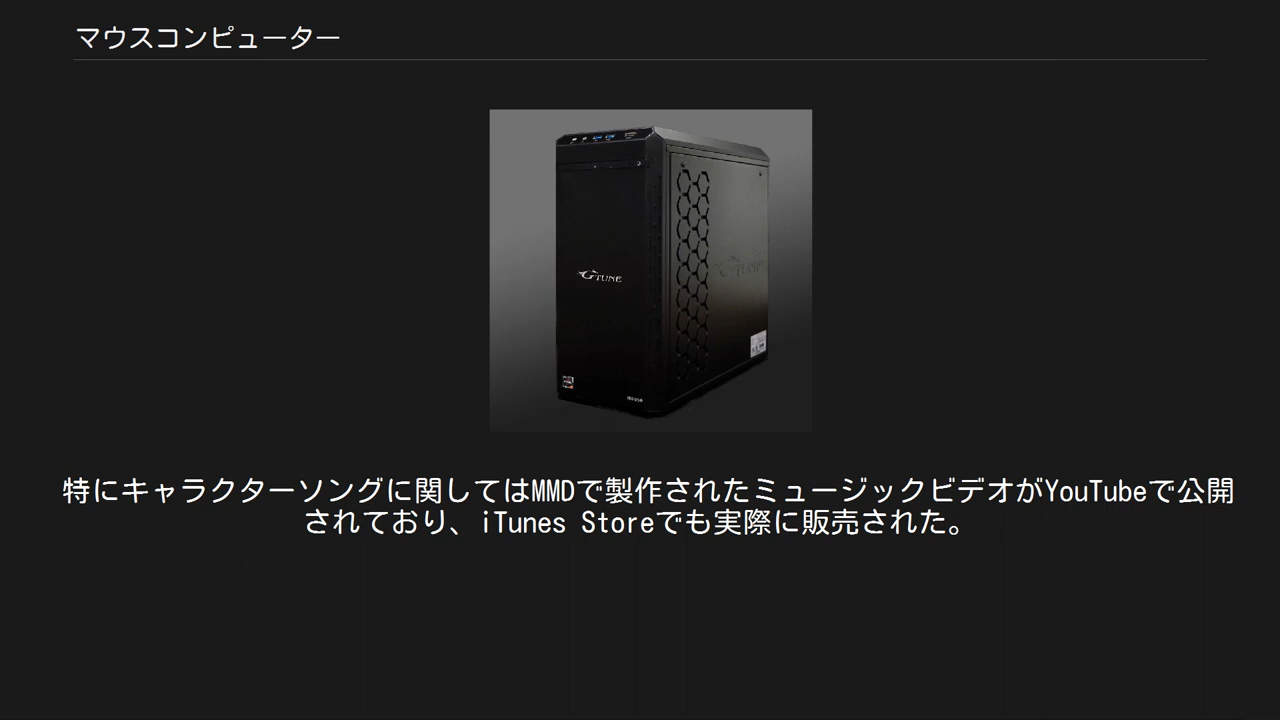 マウスコンピューター
G TUNE
G TUNE
mouse
特にキャラクターソングに関してはMMDで製作されたミュージックビデオがYouTubeで公開
されており、iTunes Storeでも実際に販売された。